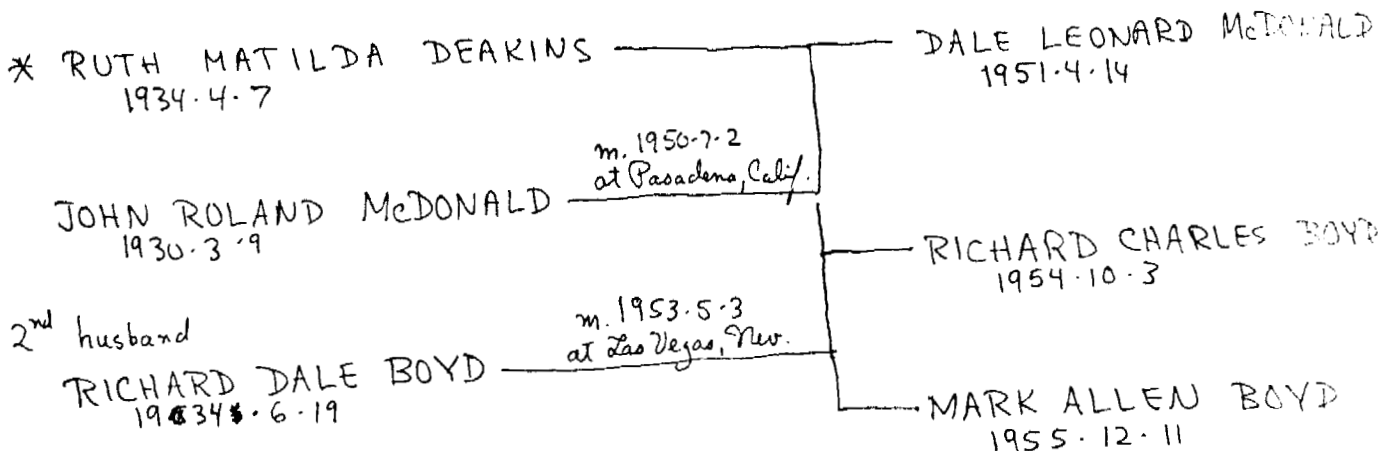 * RUTH MATILDA DEAKINS
1934·4·7
DALE LEONARD McDONALD
1951·4·14
m. 1950-7-2
at Pasadena, Calif.
JOHN ROLAND McDONALD
1930·3·9
RICHARD CHARLES BOYD
1954·10·3
2nd husband
m. 1953·5·3
at Las Vegas, Nev.
RICHARD DALE BOYD
1934·6·19
MARK ALLEN BOYD
1955·12·11